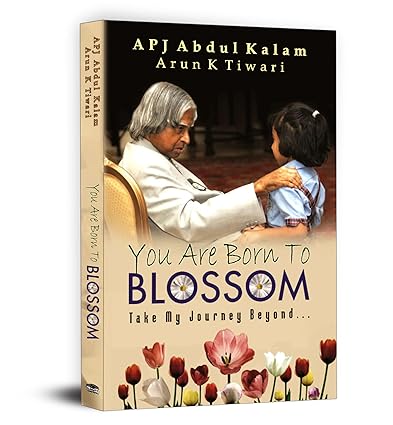 APJ Abdul Kalam
Arun K Tiwari
You Are Born To
BLOSSOM
Take My Journey Beyond...
APJ Abdul Kalam
Arun K Tiwari
You Are Born To
BLOSSOM